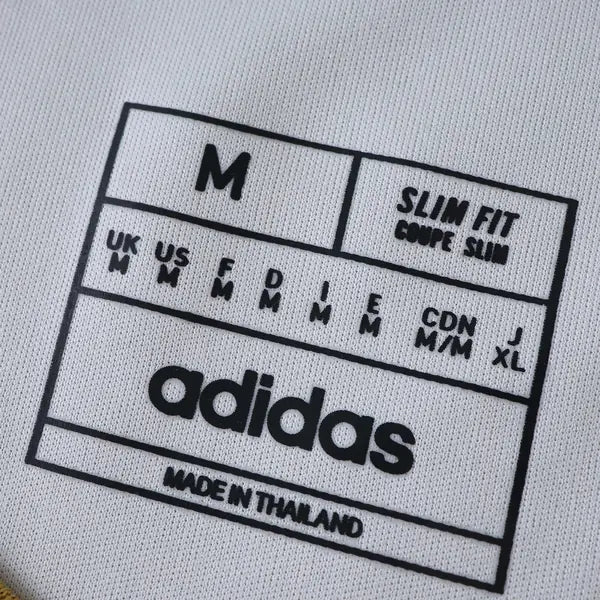 M
SLIM FIT
COUPE SLIM
UK US F D I E CDN J
M M M M M M M/M XL
adidas
MADE IN THAILAND